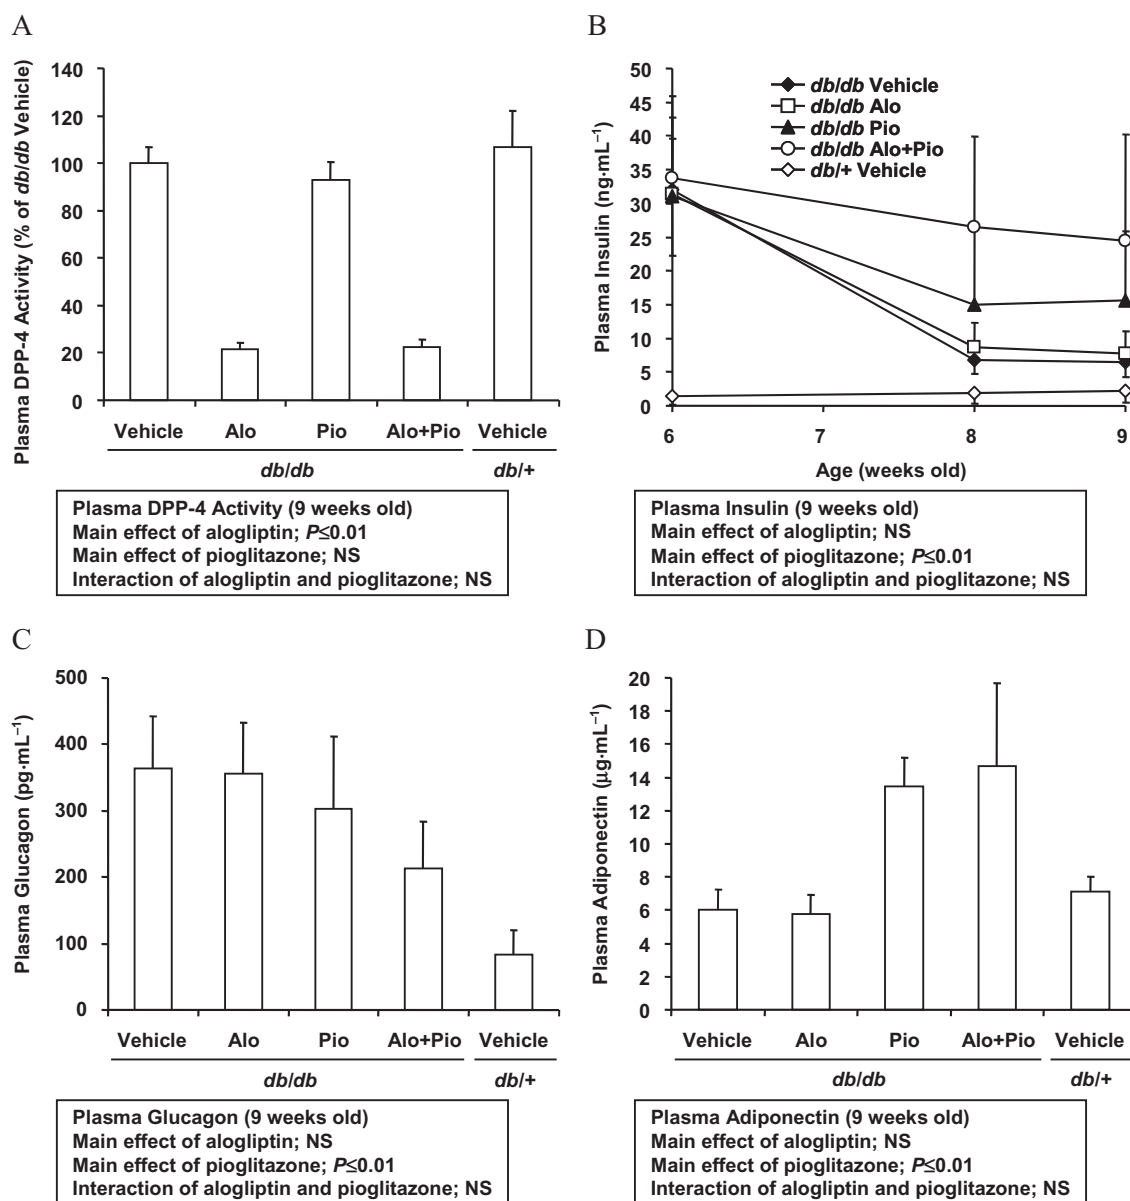 A
Plasma DPP-4 Activity (% of db/db Vehicle)
140
120
100
80
60
40
20
0
Vehicle Alo Pio Alo+Pio Vehicle
db/db db/+
Plasma DPP-4 Activity (9 weeks old)
Main effect of alogliptin; P≤0.01
Main effect of pioglitazone; NS
Interaction of alogliptin and pioglitazone; NS
B
Plasma Insulin (ng·mL⁻¹)
50
45
40
35
30
25
20
15
10
5
0
db/db Vehicle
db/db Alo
db/db Pio
db/db Alo+Pio
db/+ Vehicle
6 7 8 9
Age (weeks old)
Plasma Insulin (9 weeks old)
Main effect of alogliptin; NS
Main effect of pioglitazone; P≤0.01
Interaction of alogliptin and pioglitazone; NS
C
Plasma Glucagon (pg·mL⁻¹)
500
400
300
200
100
0
Vehicle Alo Pio Alo+Pio Vehicle
db/db db/+
Plasma Glucagon (9 weeks old)
Main effect of alogliptin; NS
Main effect of pioglitazone; P≤0.01
Interaction of alogliptin and pioglitazone; NS
D
Plasma Adiponectin (µg·mL⁻¹)
20
18
16
14
12
10
8
6
4
2
0
Vehicle Alo Pio Alo+Pio Vehicle
db/db db/+
Plasma Adiponectin (9 weeks old)
Main effect of alogliptin; NS
Main effect of pioglitazone; P≤0.01
Interaction of alogliptin and pioglitazone; NS